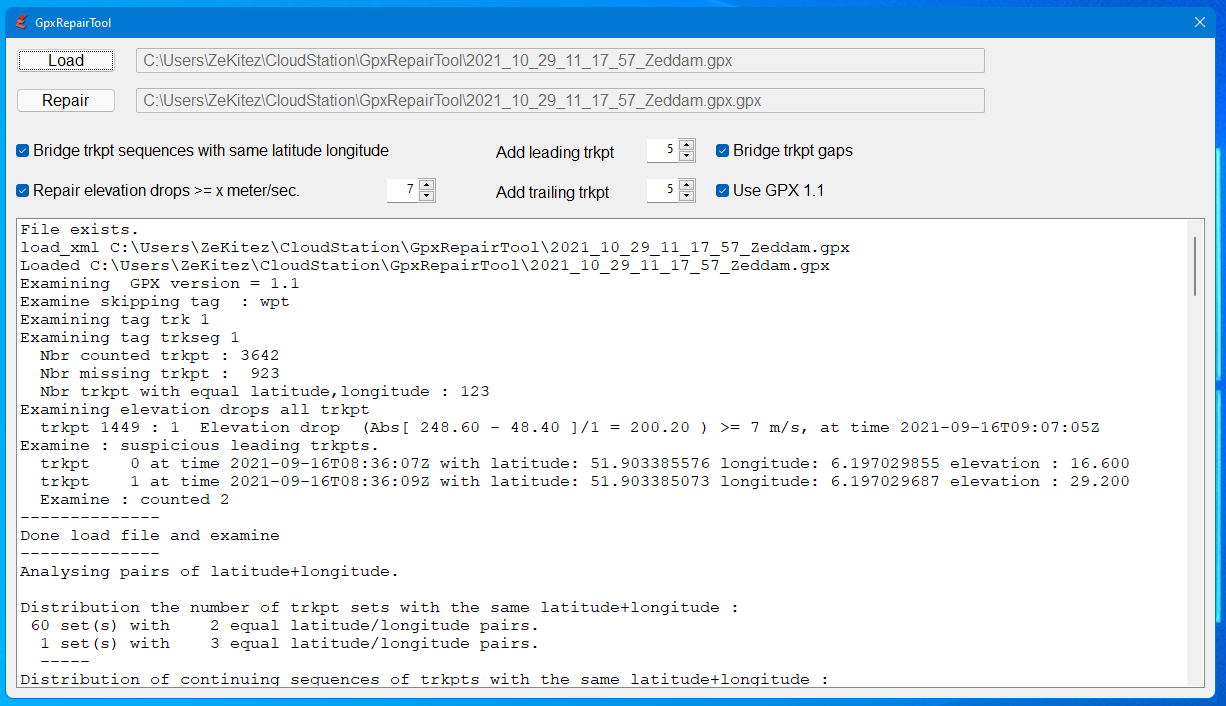 GpxRepairTool
Load C:\Users\ZeKitez\CloudStation\GpxRepairTool\2021_10_29_11_17_57_Zeddam.gpx
Repair C:\Users\ZeKitez\CloudStation\GpxRepairTool\2021_10_29_11_17_57_Zeddam.gpx.gpx
Bridge trkpt sequences with same latitude longitude Add leading trkpt 5 Bridge trkpt gaps
Repair elevation drops >= x meter/sec. 7 Add trailing trkpt 5 Use GPX 1.1
File exists.
load_xml C:\Users\ZeKitez\CloudStation\GpxRepairTool\2021_10_29_11_17_57_Zeddam.gpx
Loaded C:\Users\ZeKitez\CloudStation\GpxRepairTool\2021_10_29_11_17_57_Zeddam.gpx
Examining  GPX version = 1.1
Examine skipping tag  : wpt
Examining tag trk 1
Examining tag trkseg 1
  Nbr counted trkpt : 3642
  Nbr missing trkpt :  923
  Nbr trkpt with equal latitude,longitude : 123
Examining elevation drops all trkpt
  trkpt 1449 : 1  Elevation drop  (Abs[ 248.60 - 48.40 ]/1 = 200.20 ) >= 7 m/s, at time 2021-09-16T09:07:05Z
Examine : suspicious leading trkpts.
  trkpt    0 at time 2021-09-16T08:36:07Z with latitude: 51.903385576 longitude: 6.197029855 elevation : 16.600
  trkpt    1 at time 2021-09-16T08:36:09Z with latitude: 51.903385073 longitude: 6.197029687 elevation : 29.200
  Examine : counted 2
--------------
Done load file and examine
--------------
Analysing pairs of latitude+longitude.
Distribution the number of trkpt sets with the same latitude+longitude :
 60 set(s) with    2 equal latitude/longitude pairs.
  1 set(s) with    3 equal latitude/longitude pairs.
  -----
Distribution of continuing sequences of trkpts with the same latitude+longitude :